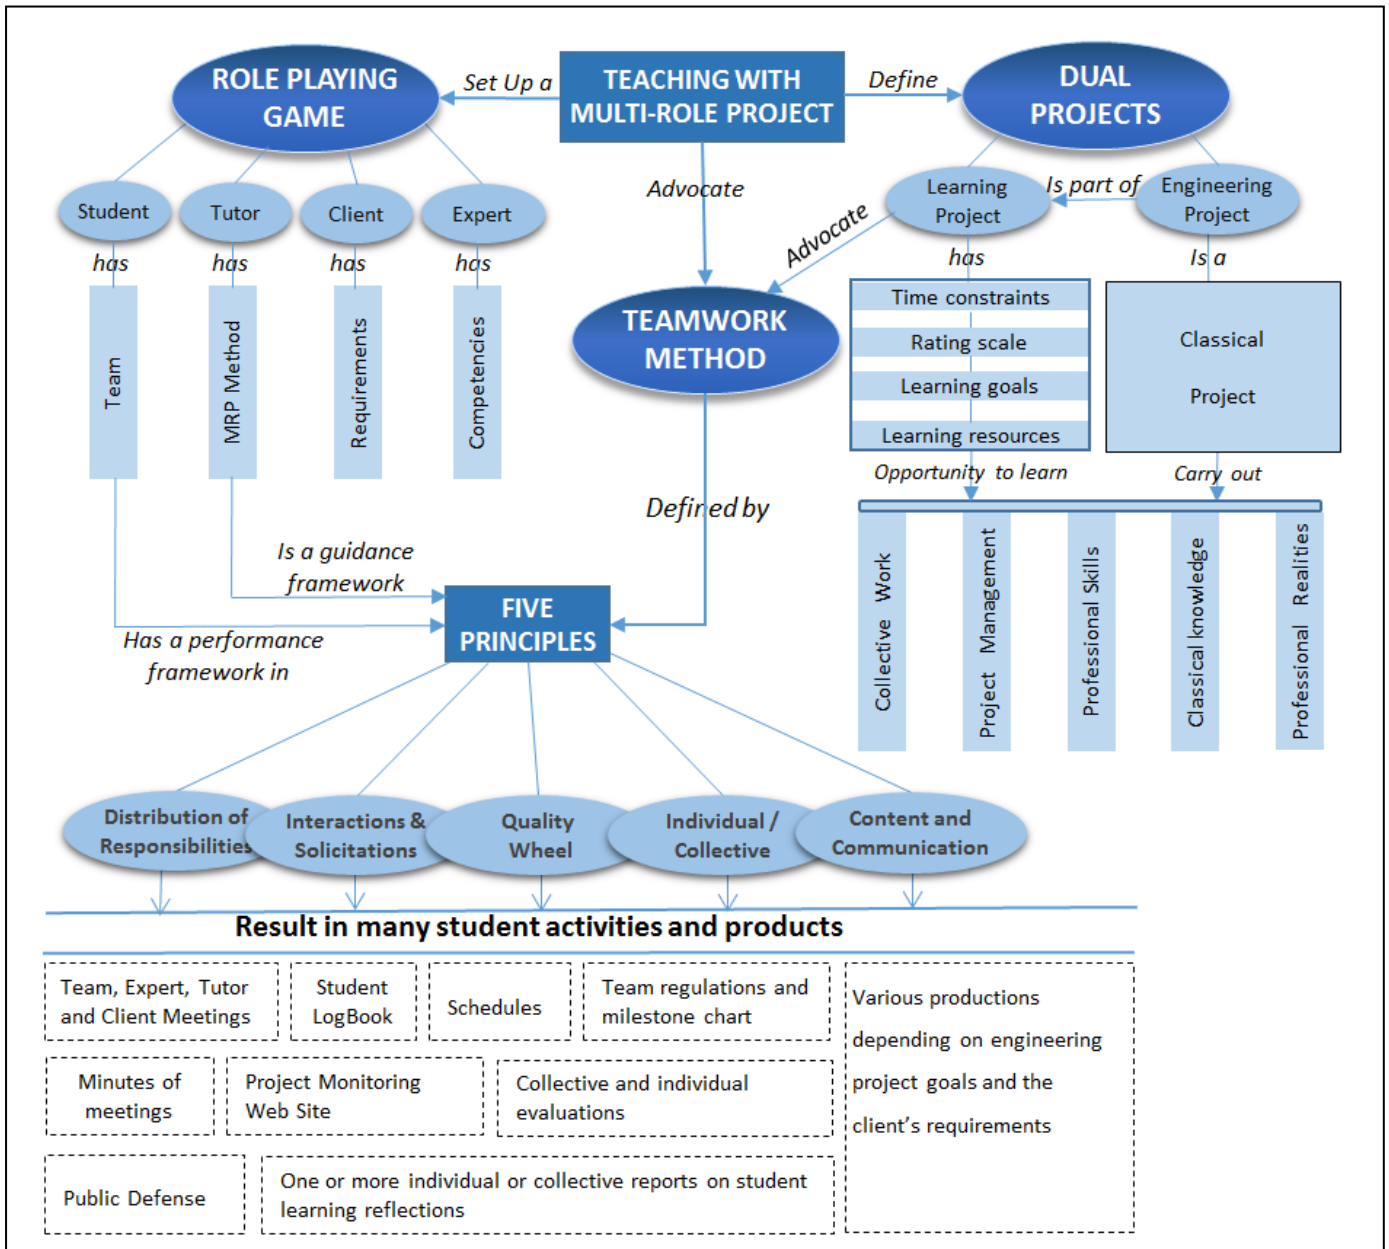 ROLE PLAYING
GAME
Set Up a
TEACHING WITH
MULTI-ROLE PROJECT
Define
DUAL
PROJECTS
Student
Tutor
Client
Expert
Advocate
Learning
Project
Is part of
Engineering
Project
has
has
has
has
Advocate
has
Is a
Team
MRP Method
Requirements
Competencies
TEAMWORK
METHOD
Time constraints
Rating scale
Learning goals
Learning resources
Classical
Project
Opportunity to learn
Carry out
Defined by
Collective Work
Project Management
Professional Skills
Classical knowledge
Professional Realities
Is a guidance
framework
Has a performance
framework in
FIVE
PRINCIPLES
Distribution of
Responsibilities
Interactions &
Solicitations
Quality
Wheel
Individual /
Collective
Content and
Communication
Result in many student activities and products
Team, Expert, Tutor
and Client Meetings
Student
LogBook
Schedules
Team regulations and
milestone chart
Various productions
depending on engineering
project goals and the
client's requirements
Minutes of
meetings
Project Monitoring
Web Site
Collective and individual
evaluations
Public Defense
One or more individual or collective reports on student
learning reflections